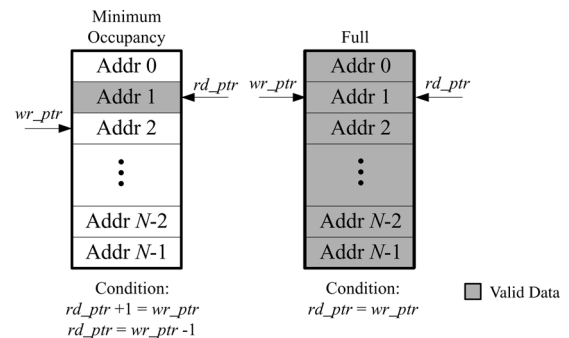 Minimum
Occupancy
Addr 0
Addr 1
Addr 2
Addr N-2
Addr N-1
wr_ptr
rd_ptr
Condition:
rd_ptr +1 = wr_ptr
rd_ptr = wr_ptr -1
Full
Addr 0
Addr 1
Addr 2
Addr N-2
Addr N-1
wr_ptr
rd_ptr
Condition:
rd_ptr = wr_ptr
Valid Data